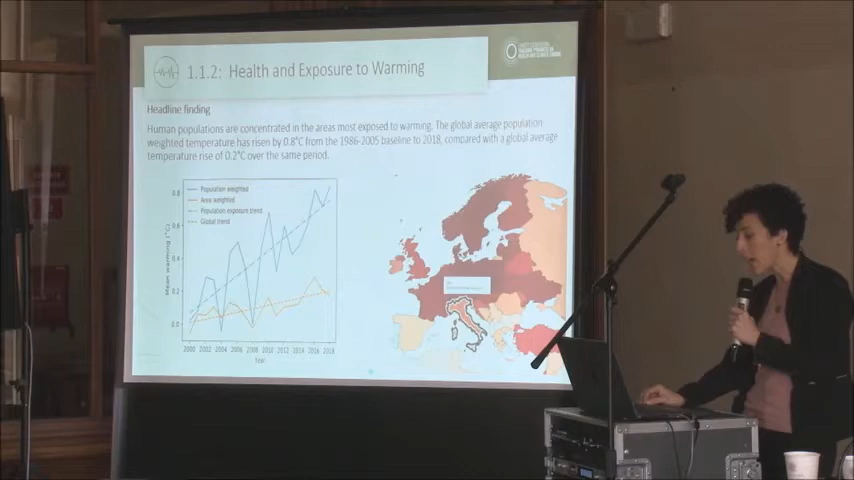 1.1.2: Health and Exposure to Warming
Headline finding
Human populations are concentrated in the areas most exposed to warming. The global average population
weighted temperature has risen by 0.8°C from the 1986-2005 baseline to 2018, compared with a global average
temperature rise of 0.2°C over the same period.
Population weighted
Area weighted
Population exposure trend
Global trend
Mean warming (°C)
0.8
0.6
0.4
0.2
0.0
2000 2002 2004 2006 2008 2010 2012 2014 2016 2018
Year